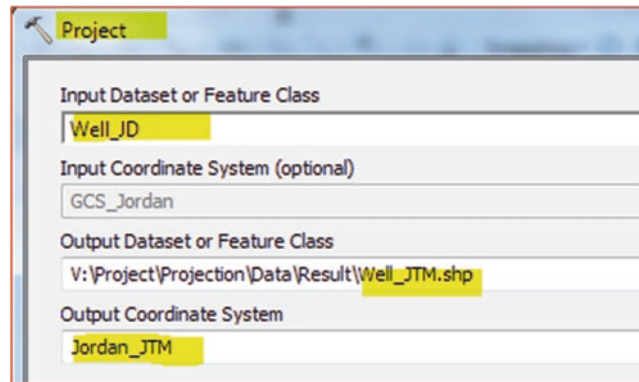 Project
Input Dataset or Feature Class
Well_JD
Input Coordinate System (optional)
GCS_Jordan
Output Dataset or Feature Class
V:\Project\Projection\Data\Result\Well_JTM.shp
Output Coordinate System
Jordan_JTM